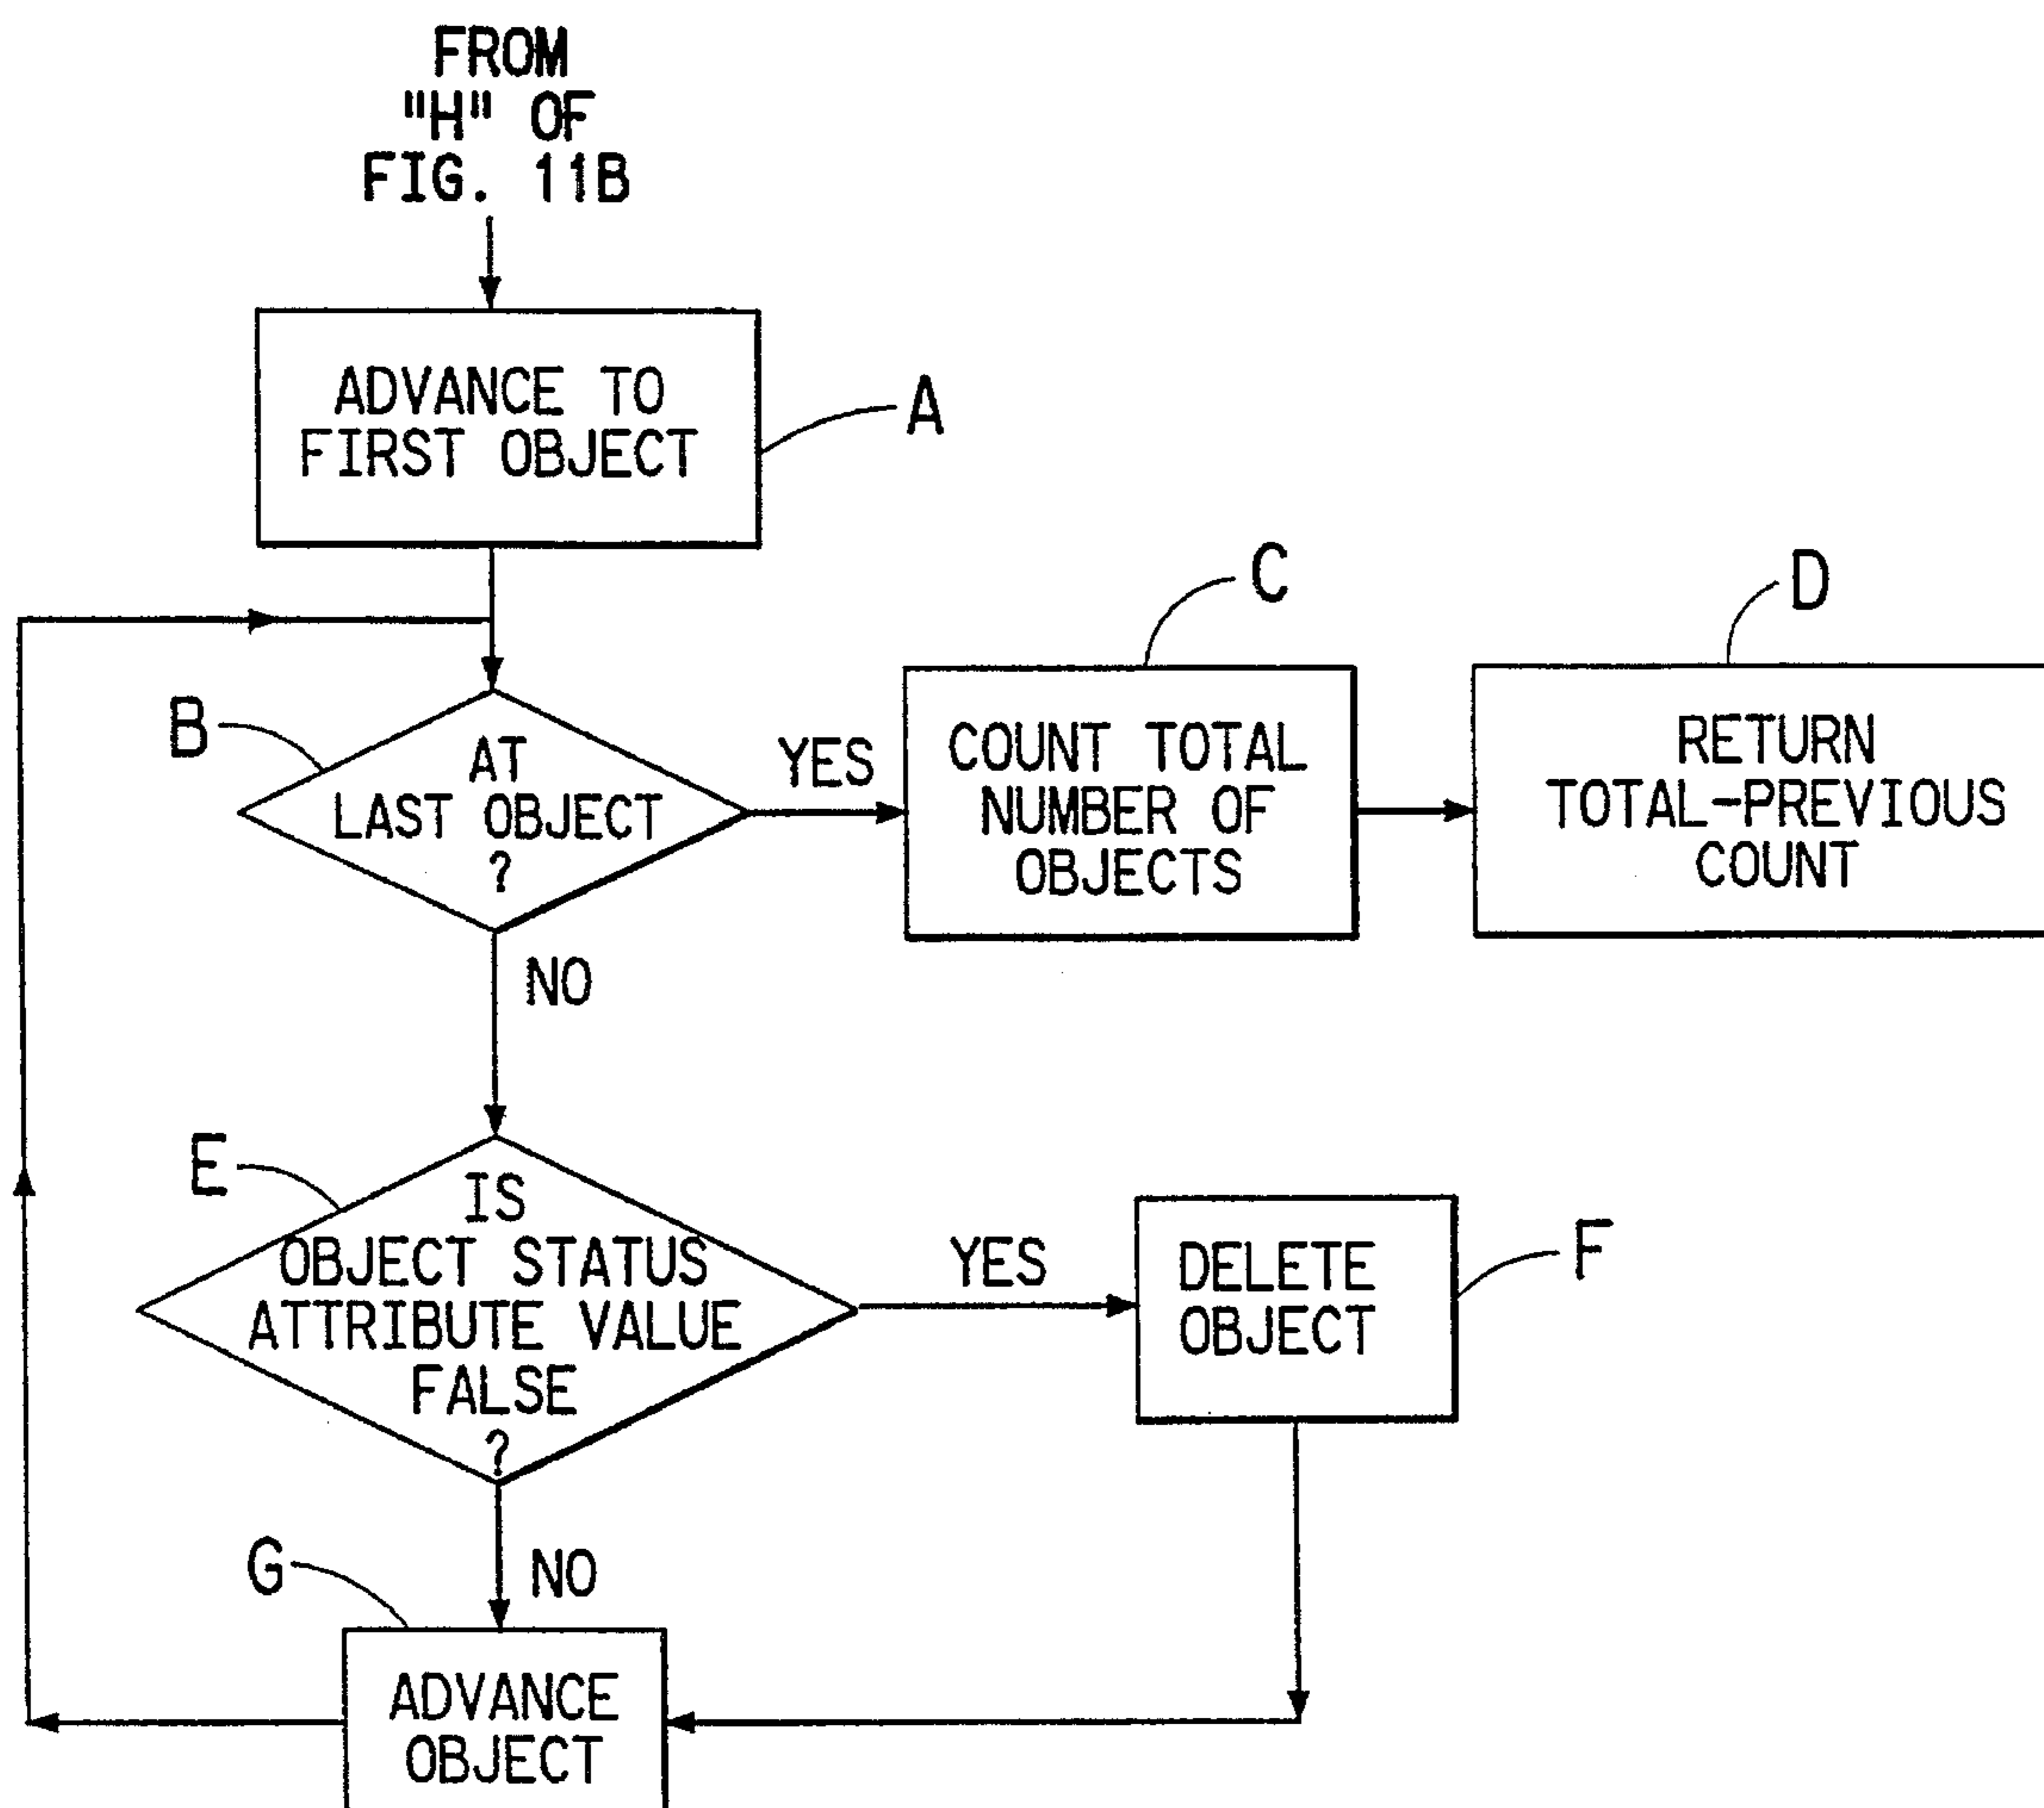 FROM
"H" OF
FIG. 11B
ADVANCE TO
FIRST OBJECT
A
B
AT
LAST OBJECT
?
YES
C
COUNT TOTAL
NUMBER OF
OBJECTS
D
RETURN
TOTAL-PREVIOUS
COUNT
NO
E
IS
OBJECT STATUS
ATTRIBUTE VALUE
FALSE
?
YES
DELETE
OBJECT
F
NO
G
ADVANCE
OBJECT